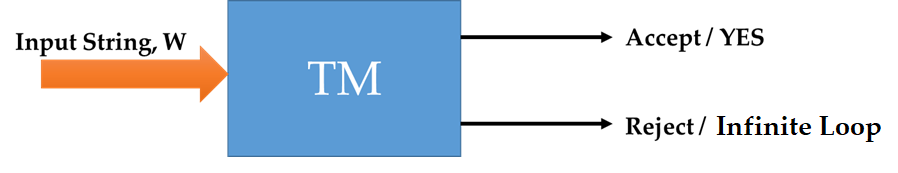 Input String, W
TM
Accept / YES
Reject / Infinite Loop